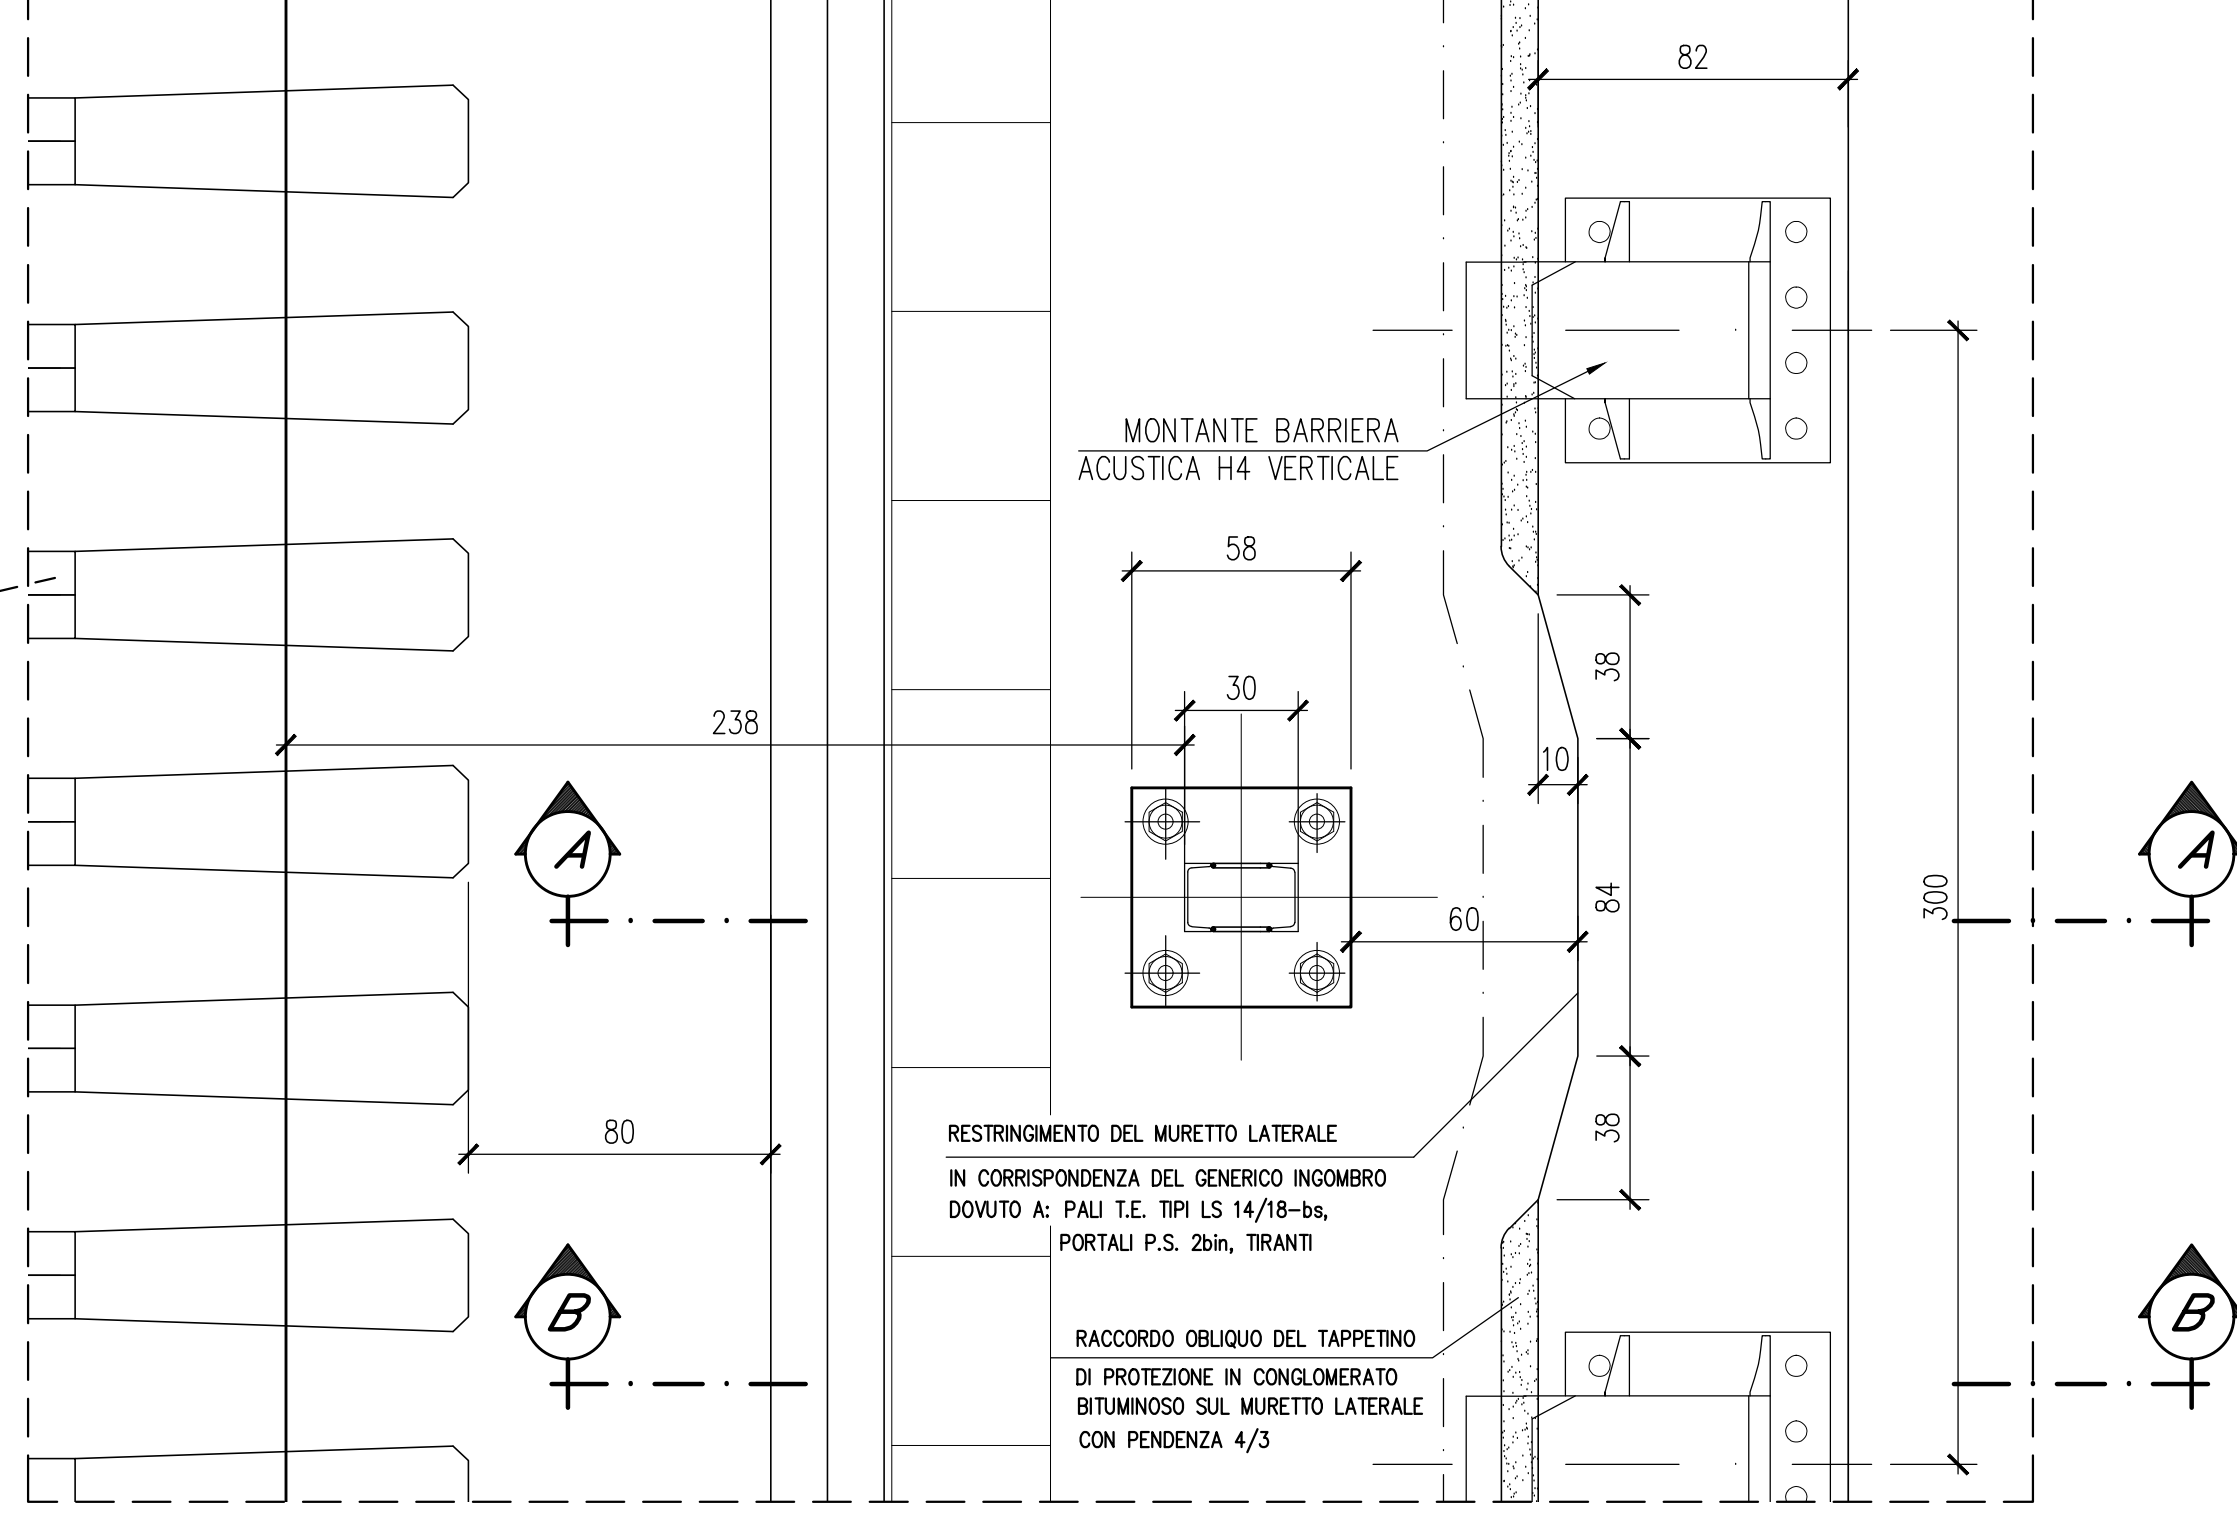 82
MONTANTE BARRIERA
ACUSTICA H4 VERTICALE
58
38
30
238
10
A
A
84
300
60
38
80
RESTRINGIMENTO DEL MURETTO LATERALE
IN CORRISPONDENZA DEL GENERICO INGOMBRO
DOVUTO A: PALI T.E. TIPI LS 14/18-bs,
PORTALI P.S. 2bin, TIRANTI
B
B
RACCORDO OBLIQUO DEL TAPPETINO
DI PROTEZIONE IN CONGLOMERATO
BITUMINOSO SUL MURETTO LATERALE
CON PENDENZA 4/3